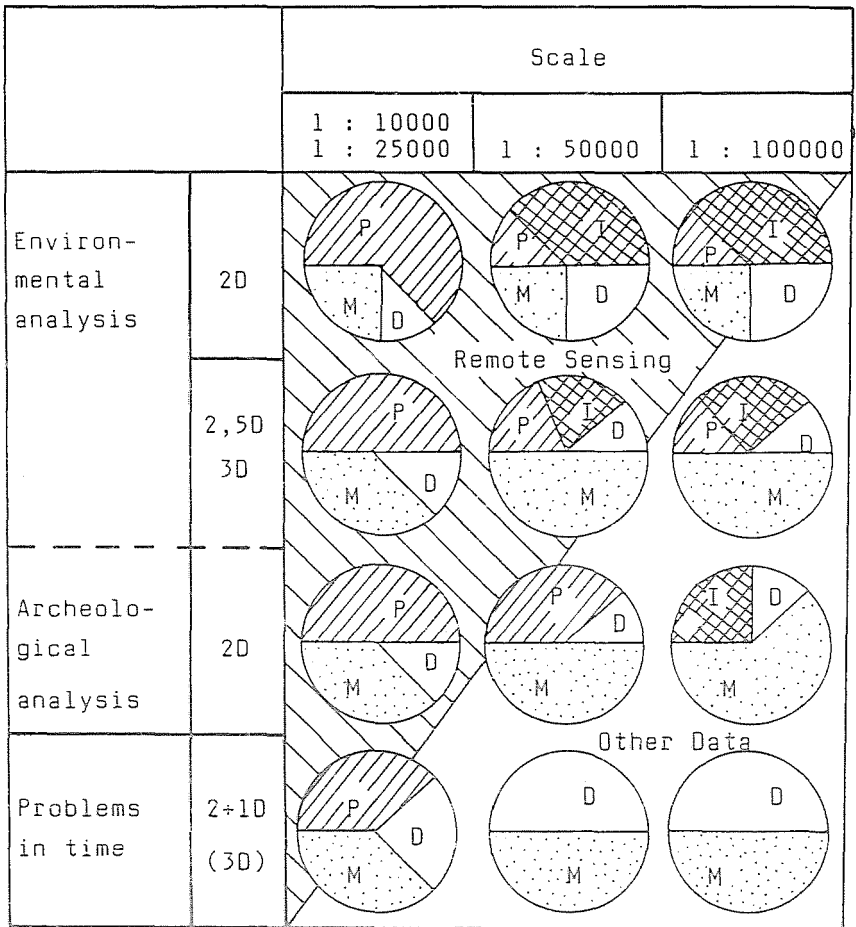 Scale
1 : 10000
1 : 25000
1 : 50000
1 : 100000
Environ-
mental
analysis
2D
P
M
D
P
I
M
D
P
I
M
D
Remote Sensing
2,5D
3D
P
M
D
P
I
D
M
P
I
D
M
Archeolo-
gical
analysis
2D
P
M
D
P
D
M
I
D
M
Other Data
Problems
in time
2÷1D
(3D)
P
D
M
D
M
D
M